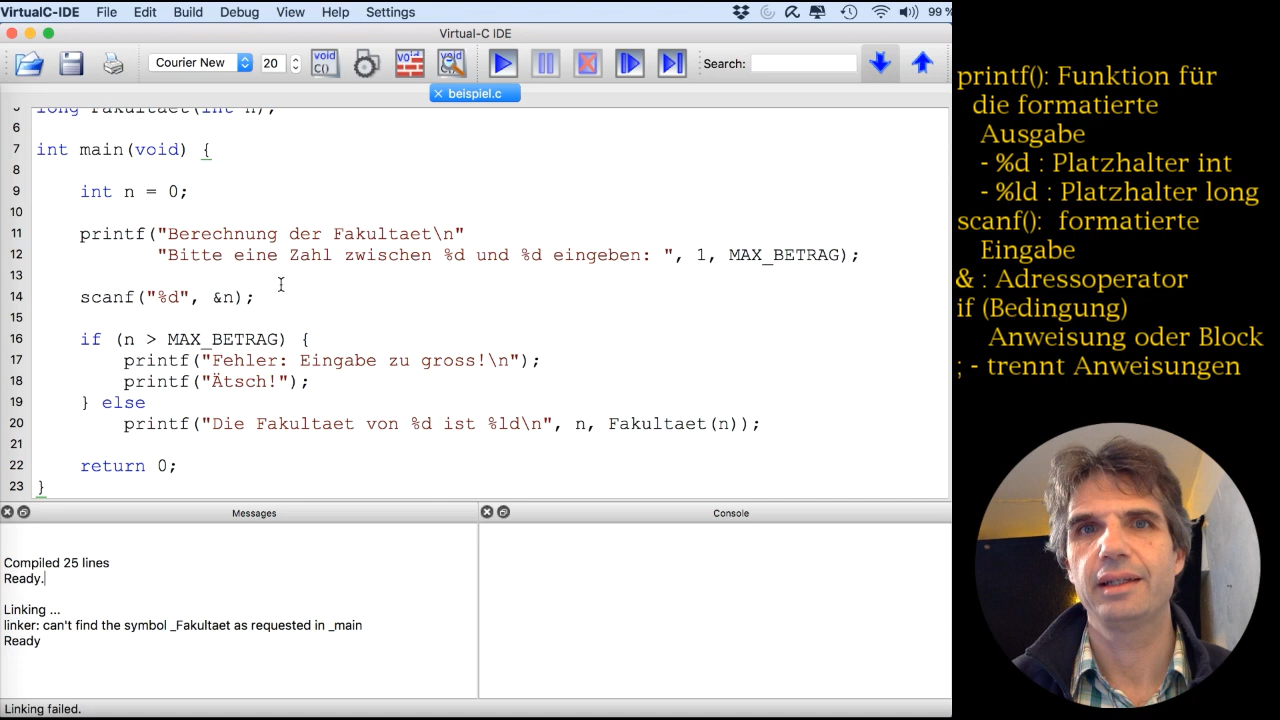 VirtualC-IDE File Edit Build Debug View Help Settings 99 %
Virtual-C IDE
Courier New 20 Search:
beispiel.c
5 long Fakultaet(int n);
6
7 int main(void) {
8
9 int n = 0;
10
11 printf("Berechnung der Fakultaet\n"
12 "Bitte eine Zahl zwischen %d und %d eingeben: ", 1, MAX_BETRAG);
13
14 scanf("%d", &n);
15
16 if (n > MAX_BETRAG) {
17 printf("Fehler: Eingabe zu gross!\n");
18 printf("Ätsch!");
19 } else
20 printf("Die Fakultaet von %d ist %ld\n", n, Fakultaet(n));
21
22 return 0;
23 }
Messages
Compiled 25 lines
Ready.
Linking ...
linker: can't find the symbol _Fakultaet as requested in _main
Ready
Console
Linking failed.
printf(): Funktion für
die formatierte
Ausgabe
- %d : Platzhalter int
- %ld : Platzhalter long
scanf(): formatierte
Eingabe
& : Adressoperator
if (Bedingung)
Anweisung oder Block
; - trennt Anweisungen